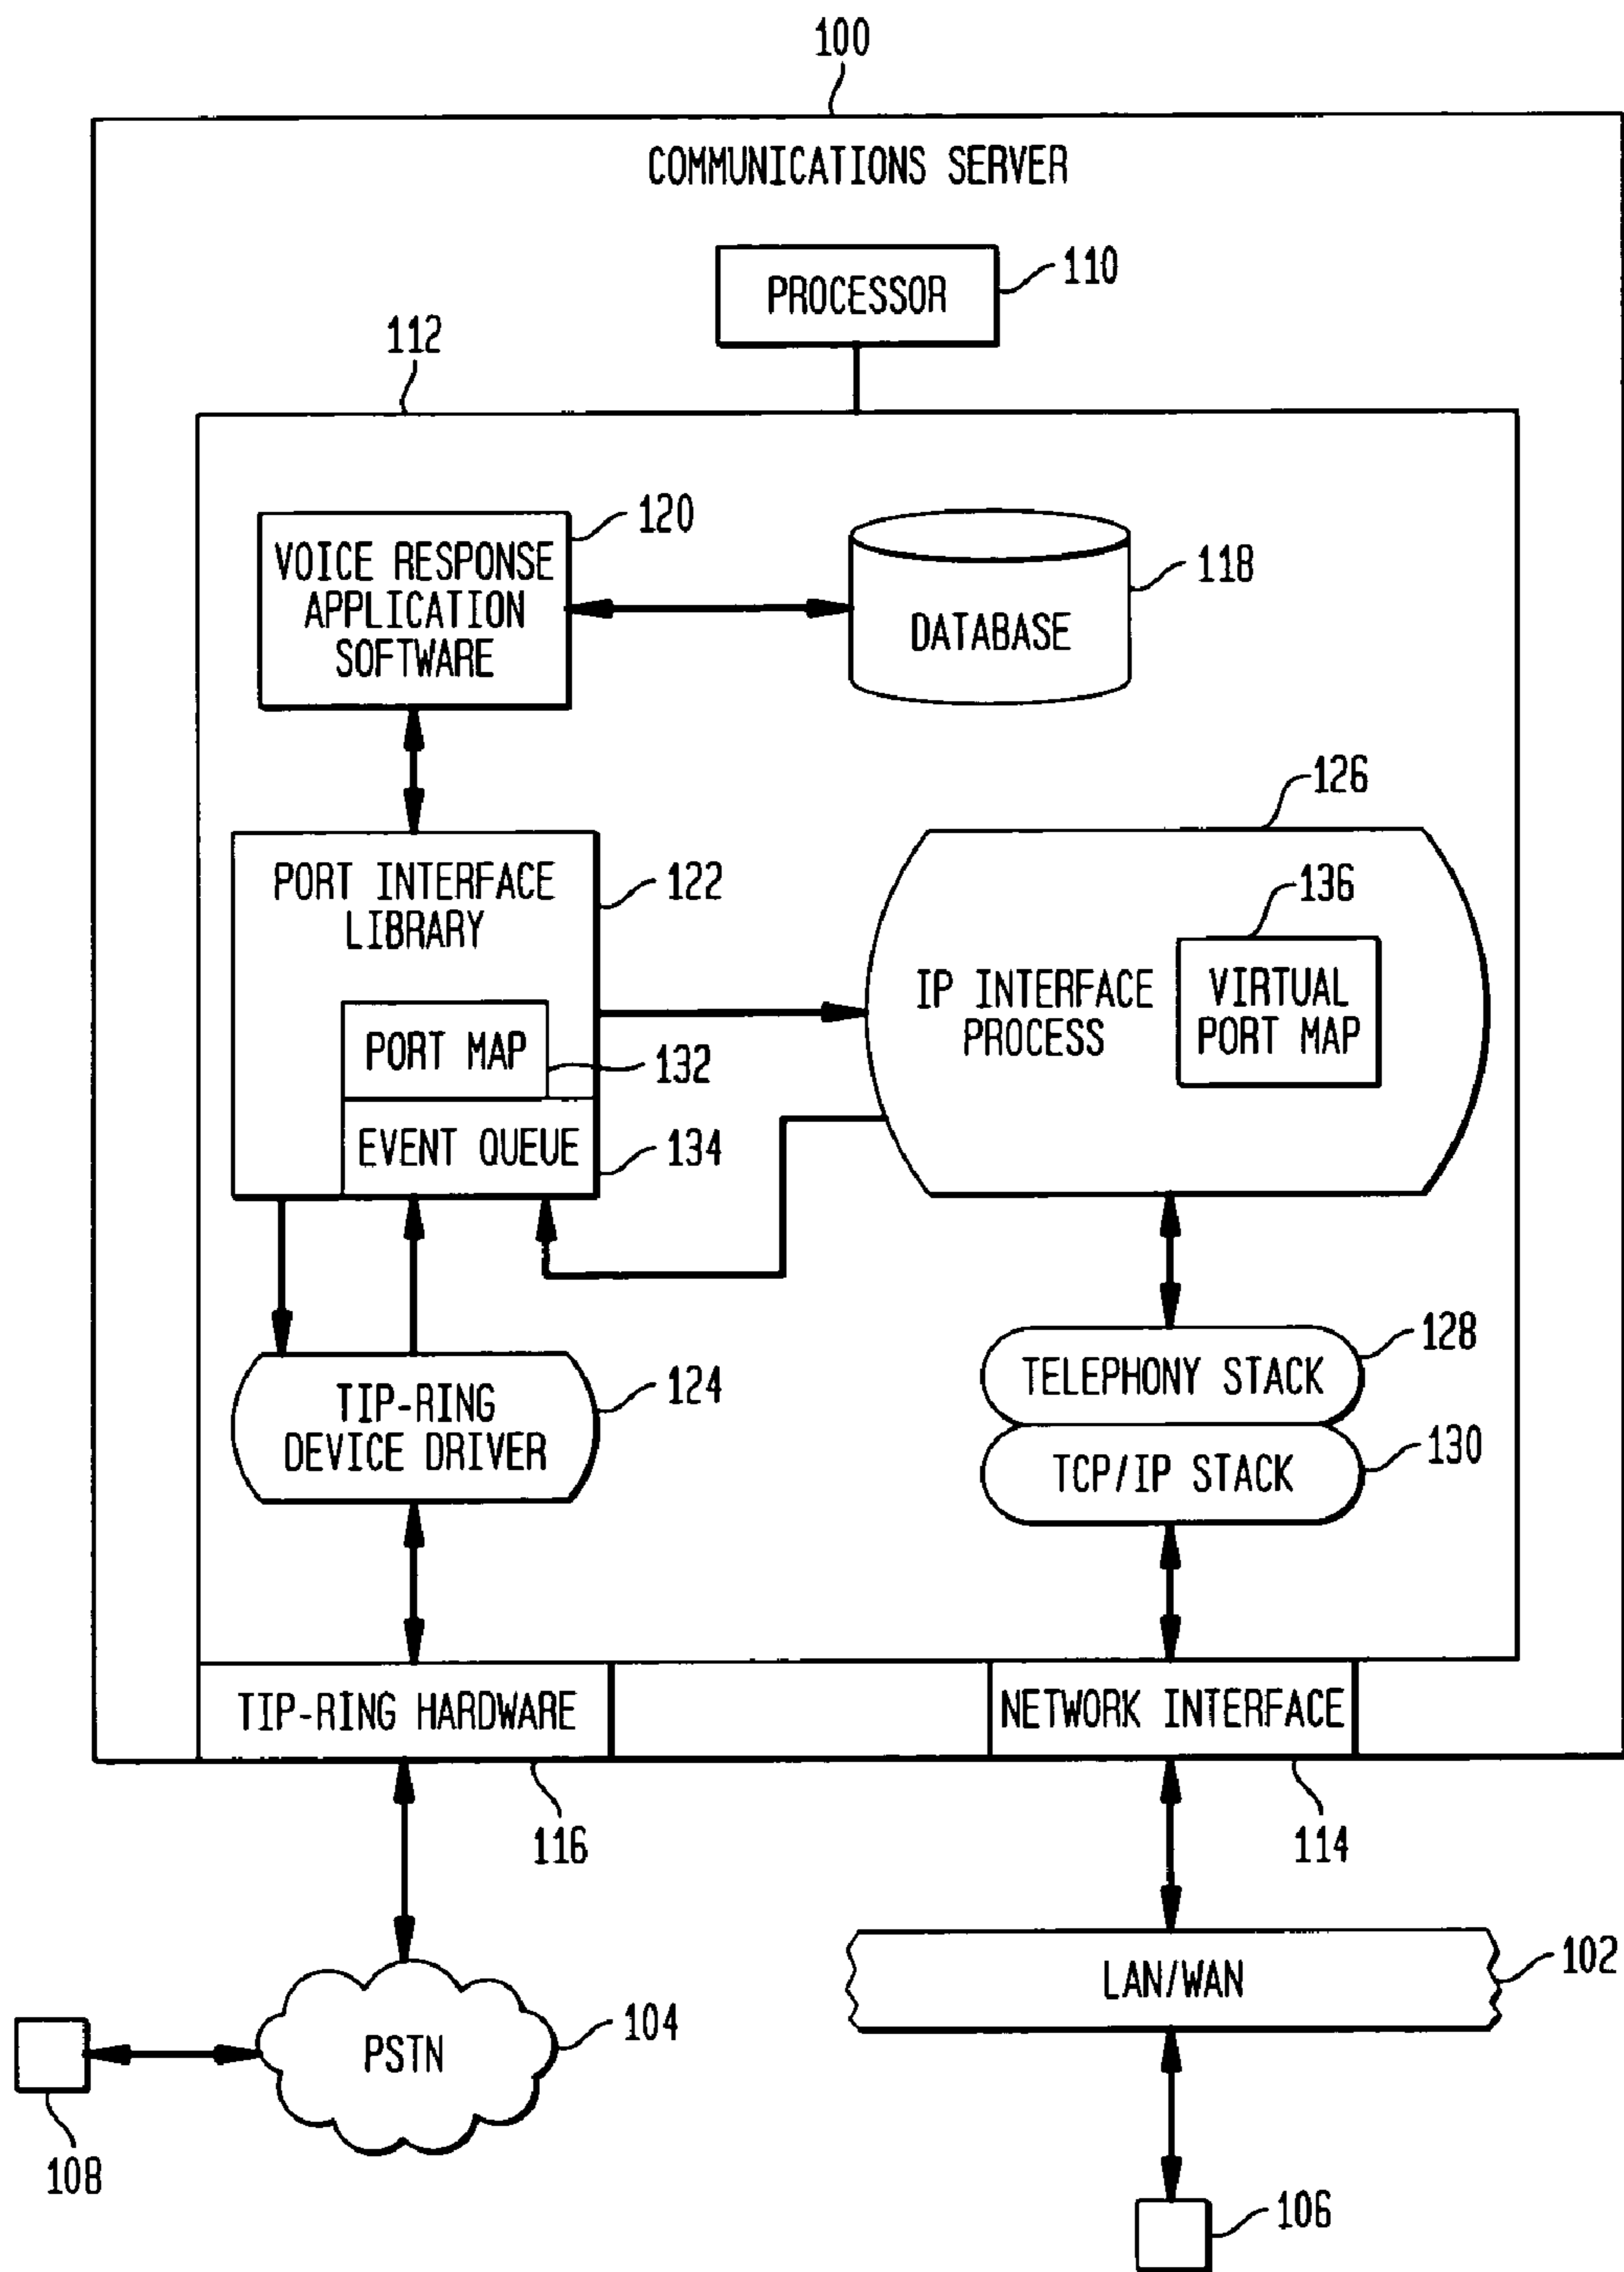 100
COMMUNICATIONS SERVER
PROCESSOR
110
112
VOICE RESPONSE
APPLICATION
SOFTWARE
120
DATABASE
118
PORT INTERFACE
LIBRARY
122
PORT MAP
132
EVENT QUEUE
134
126
136
IP INTERFACE
PROCESS
VIRTUAL
PORT MAP
TIP-RING
DEVICE DRIVER
124
TELEPHONY STACK
128
TCP/IP STACK
130
TIP-RING HARDWARE
NETWORK INTERFACE
116
114
PSTN
104
108
LAN/WAN
102
106